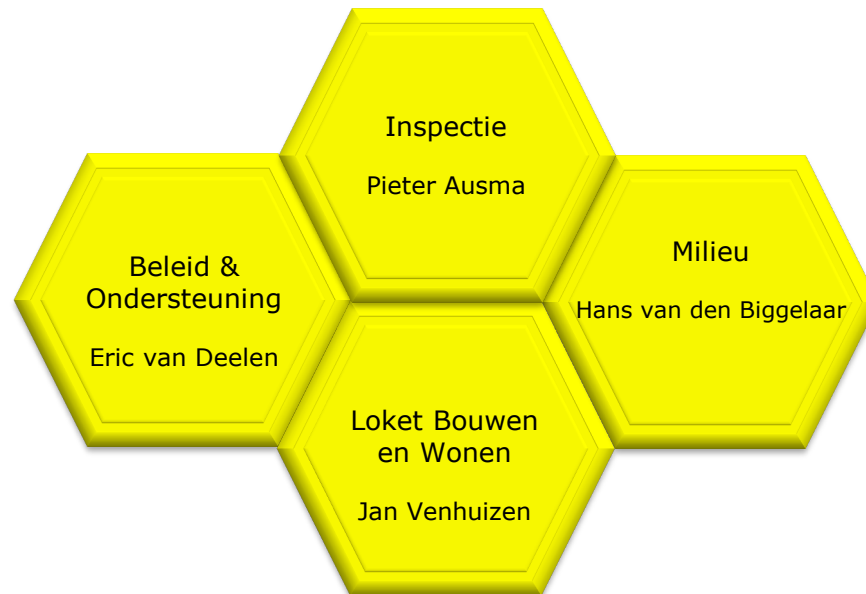 Inspectie
Pieter Ausma
Beleid &
Ondersteuning
Eric van Deelen
Milieu
Hans van den Biggelaar
Loket Bouwen
en Wonen
Jan Venhuizen